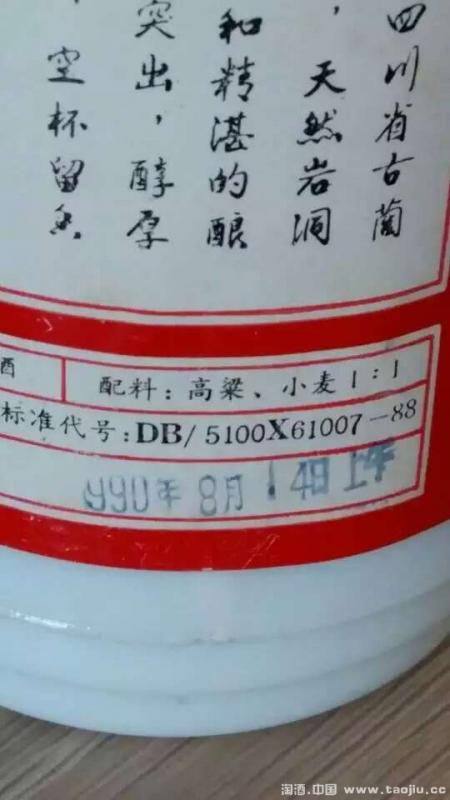 四川省古蔺
，天然岩洞
和精湛的酿
突出，醇厚
，空杯留香
酒
配料：高粱、小麦1：1
标准代号：DB/5100X61007-88
990年8月14日上午
淘酒.中国 www.taojiu.cc